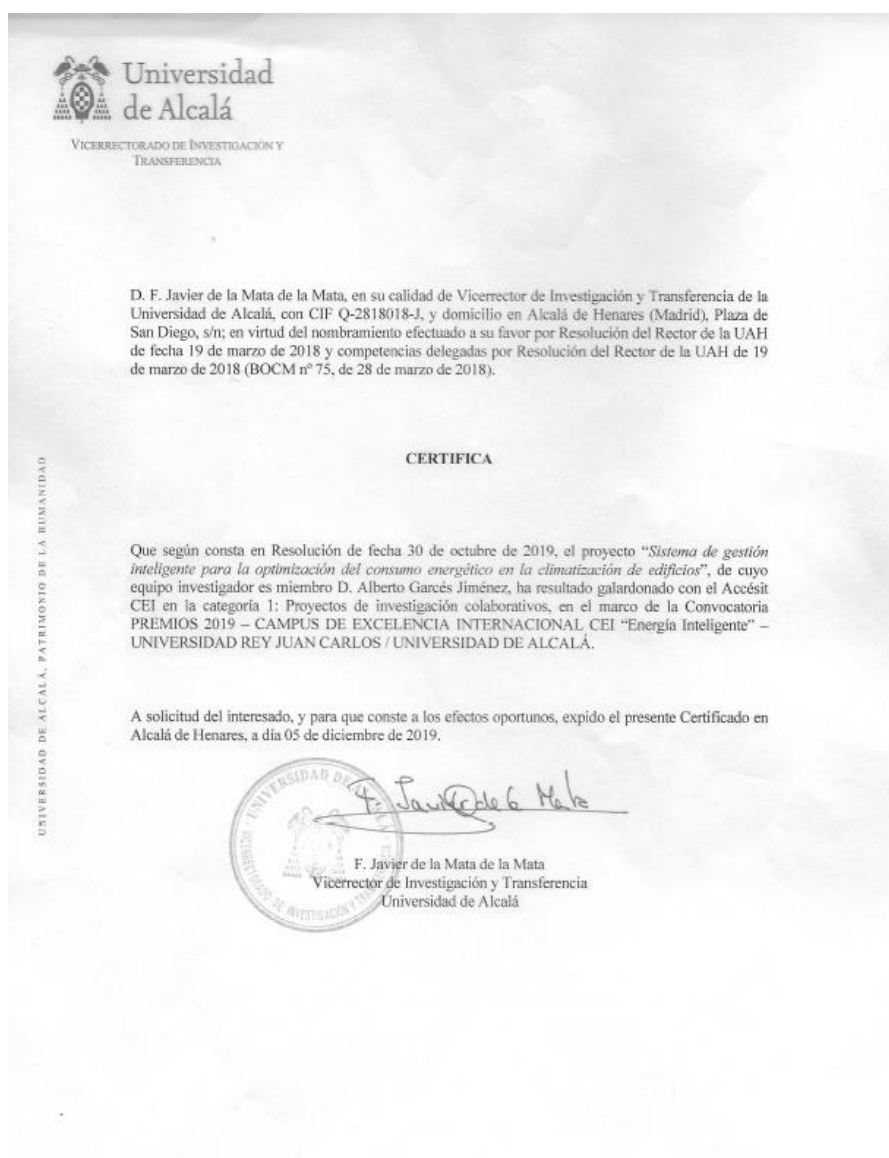 Universidad
de Alcalá
VICERRECTORADO DE INVESTIGACIÓN Y
TRANSFERENCIA
D. F. Javier de la Mata de la Mata, en su calidad de Vicerrector de Investigación y Transferencia de la
Universidad de Alcalá, con CIF Q-2818018-J, y domicilio en Alcalá de Henares (Madrid), Plaza de
San Diego, s/n; en virtud del nombramiento efectuado a su favor por Resolución del Rector de la UAH
de fecha 19 de marzo de 2018 y competencias delegadas por Resolución del Rector de la UAH de 19
de marzo de 2018 (BOCM nº 75, de 28 de marzo de 2018).
CERTIFICA
Que según consta en Resolución de fecha 30 de octubre de 2019, el proyecto “Sistema de gestión
inteligente para la optimización del consumo energético en la climatización de edificios”, de cuyo
equipo investigador es miembro D. Alberto Garcés Jiménez, ha resultado galardonado con el Accésit
CEI en la categoría 1: Proyectos de investigación colaborativos, en el marco de la Convocatoria
PREMIOS 2019 – CAMPUS DE EXCELENCIA INTERNACIONAL CEI “Energía Inteligente” –
UNIVERSIDAD REY JUAN CARLOS / UNIVERSIDAD DE ALCALÁ.
A solicitud del interesado, y para que conste a los efectos oportunos, expido el presente Certificado en
Alcalá de Henares, a día 05 de diciembre de 2019.
F. Javier de la Mata
F. Javier de la Mata de la Mata
Vicerrector de Investigación y Transferencia
Universidad de Alcalá
UNIVERSIDAD DE ALCALÁ, PATRIMONIO DE LA HUMANIDAD